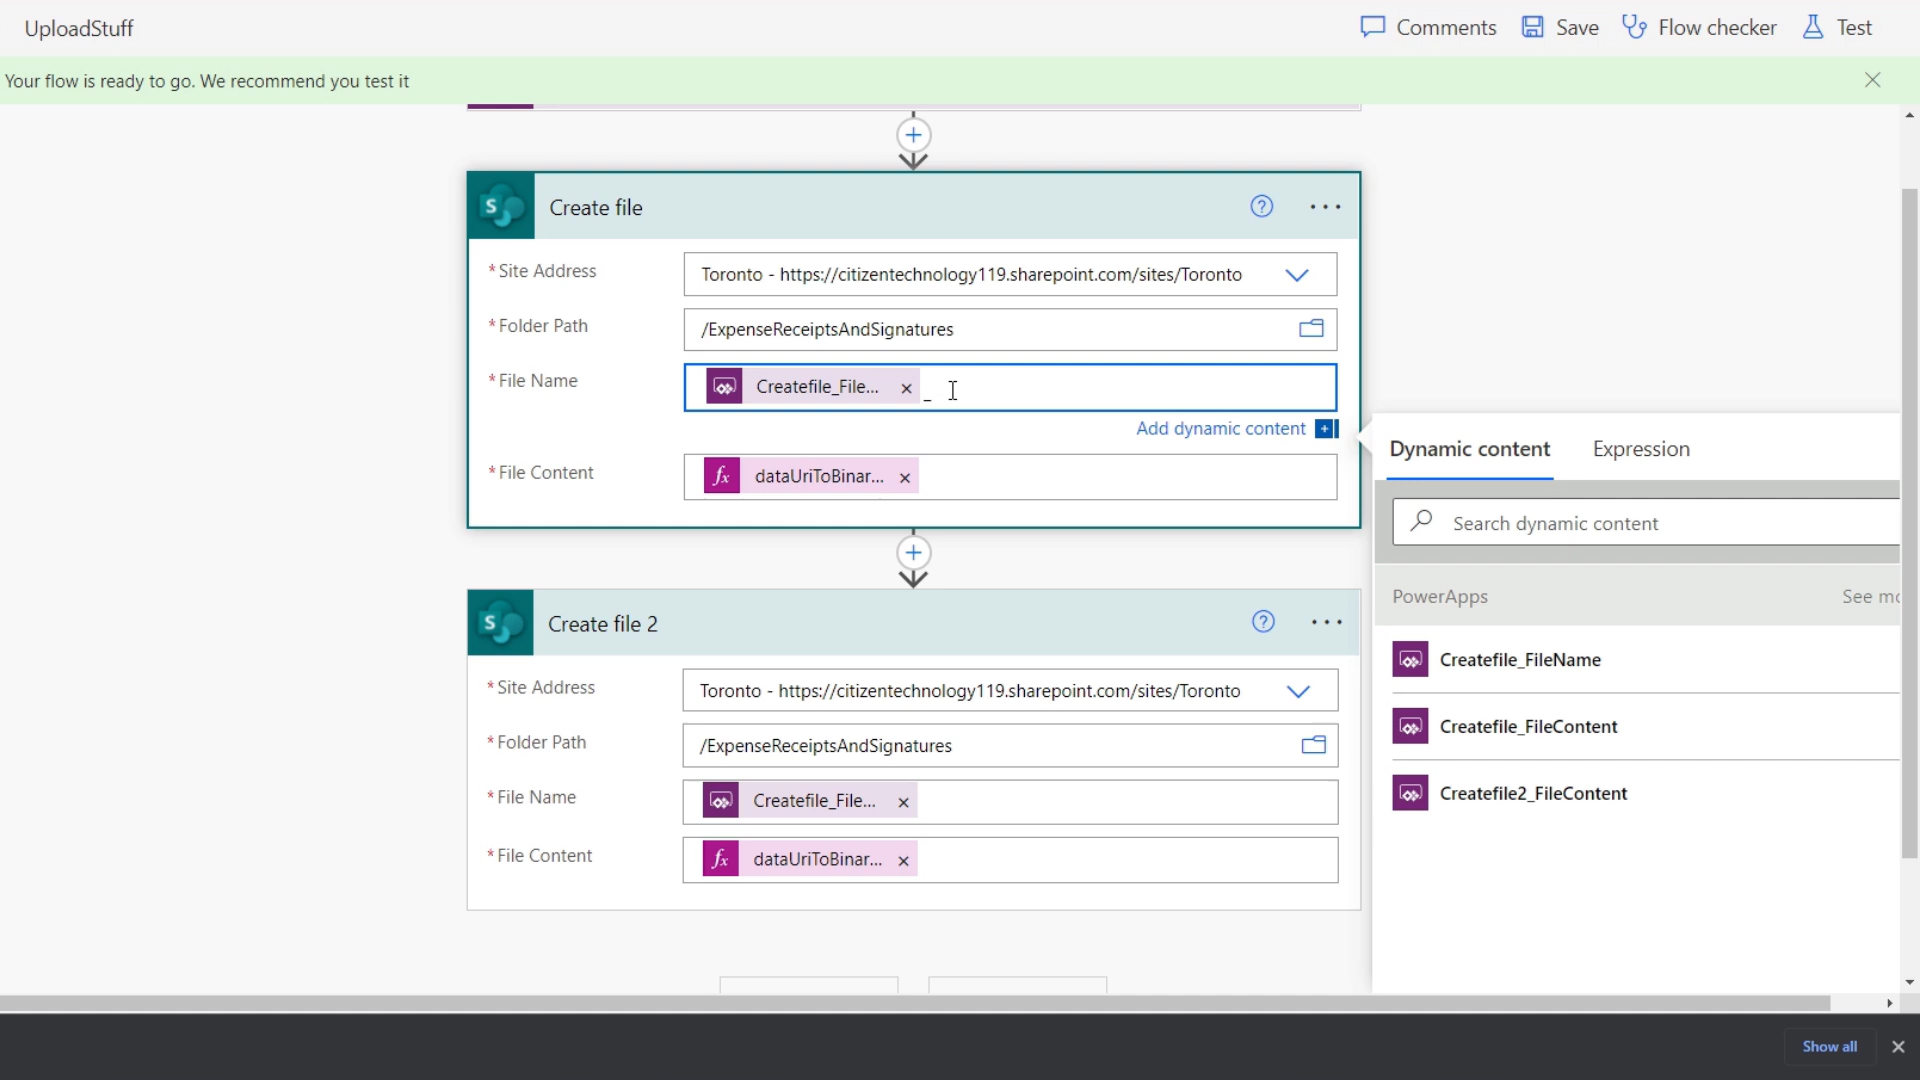 UploadStuff
Comments
Save
Flow checker
Test
Your flow is ready to go. We recommend you test it
Create file
* Site Address
Toronto - https://citizentechnology119.sharepoint.com/sites/Toronto
* Folder Path
/ExpenseReceiptsAndSignatures
* File Name
Createfile_File... × _
Add dynamic content
* File Content
fx dataUriToBinar... ×
Create file 2
* Site Address
Toronto - https://citizentechnology119.sharepoint.com/sites/Toronto
* Folder Path
/ExpenseReceiptsAndSignatures
* File Name
Createfile_File... ×
* File Content
fx dataUriToBinar... ×
Dynamic content
Expression
Search dynamic content
PowerApps
See mo
Createfile_FileName
Createfile_FileContent
Createfile2_FileContent
Show all